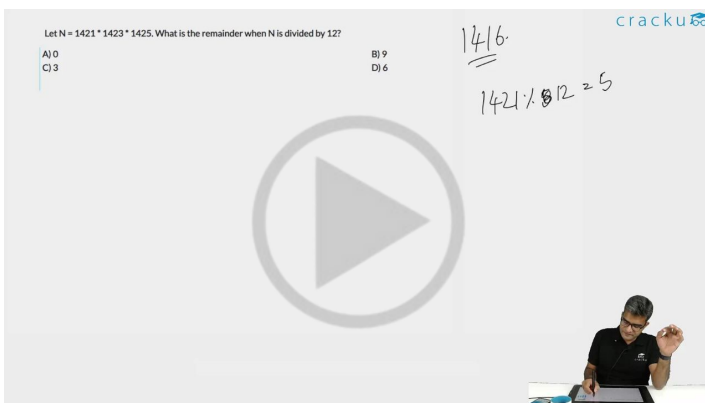 cracku
Let N = 1421 * 1423 * 1425. What is the remainder when N is divided by 12?
A) 0
B) 9
C) 3
D) 6
1416.
1421 % 12 = 5